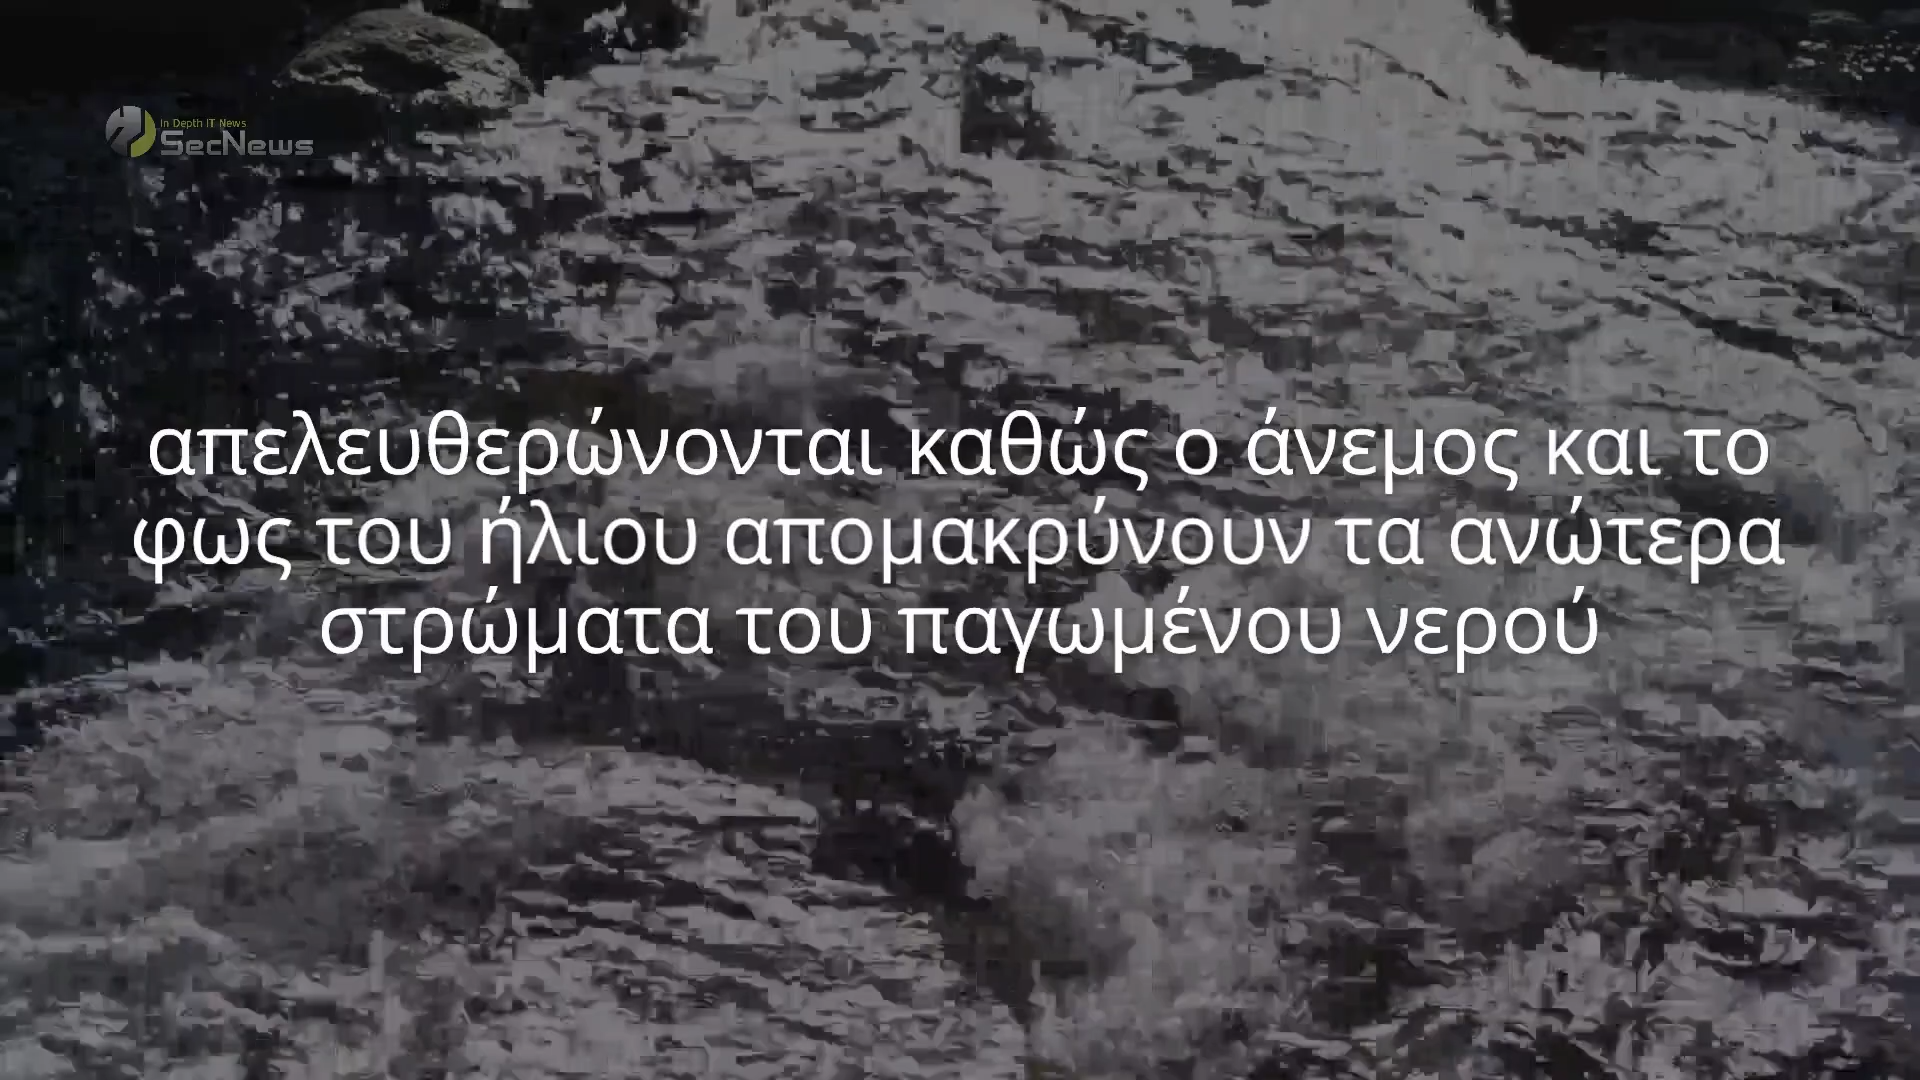 In Depth IT News
SecNews
απελευθερώνονται καθώς ο άνεμος και το
φως του ήλιου απομακρύνουν τα ανώτερα
στρώματα του παγωμένου νερού